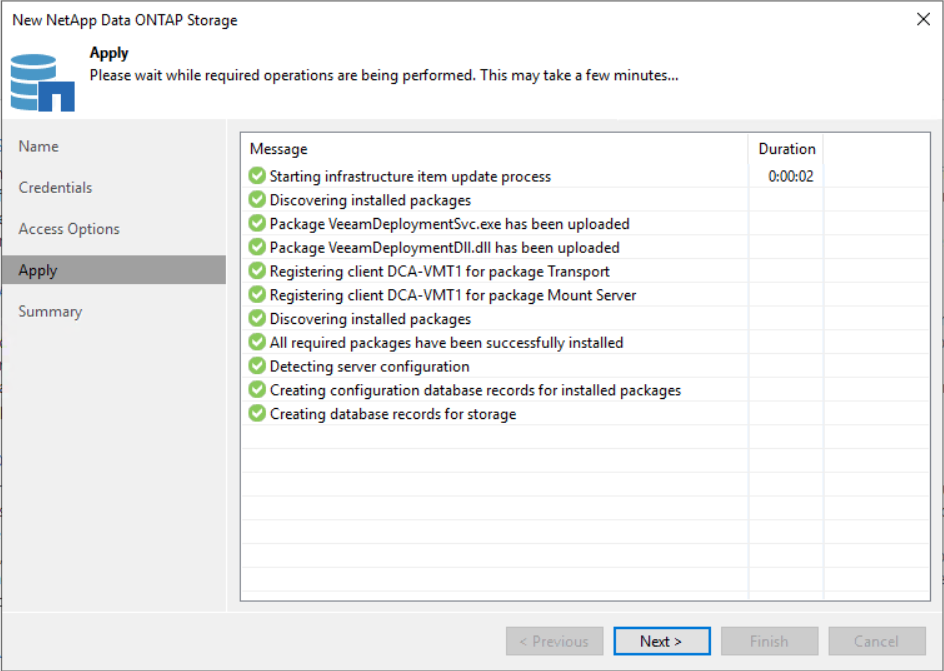 New NetApp Data ONTAP Storage
Apply
Please wait while required operations are being performed. This may take a few minutes...
Name
Credentials
Access Options
Apply
Summary
Message Duration
Starting infrastructure item update process 0:00:02
Discovering installed packages
Package VeeamDeploymentSvc.exe has been uploaded
Package VeeamDeploymentDll.dll has been uploaded
Registering client DCA-VMT1 for package Transport
Registering client DCA-VMT1 for package Mount Server
Discovering installed packages
All required packages have been successfully installed
Detecting server configuration
Creating configuration database records for installed packages
Creating database records for storage
< Previous Next > Finish Cancel